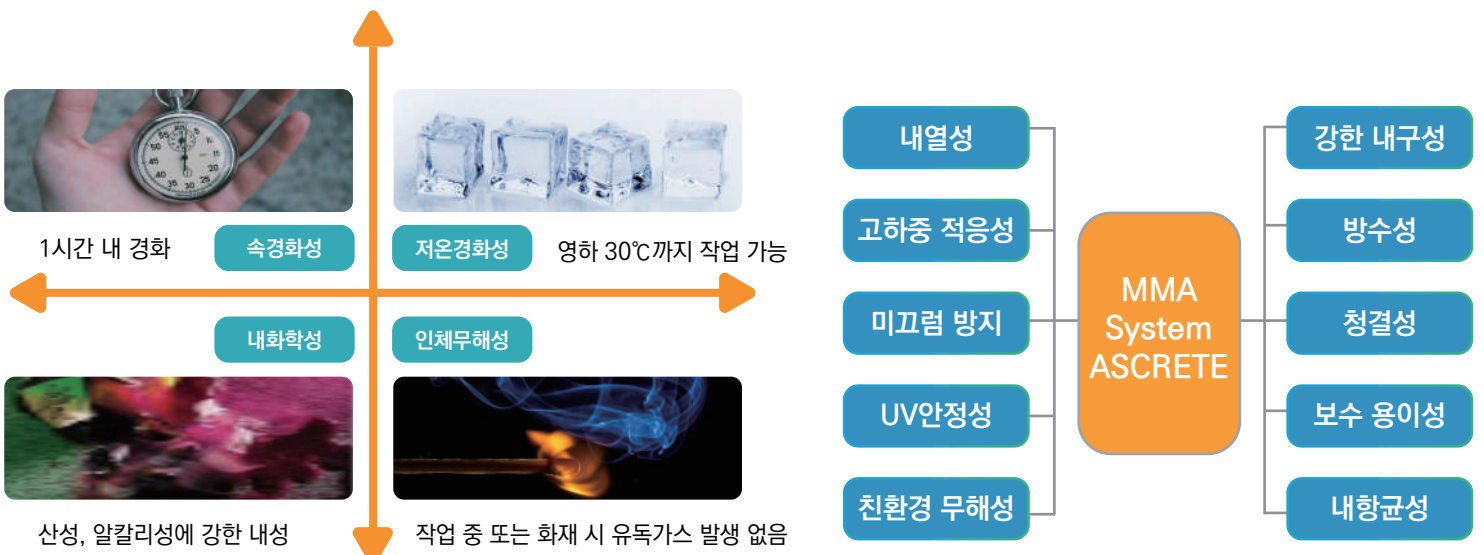 1시간 내 경화
속경화성
저온경화성
영하 30℃까지 작업 가능
내화학성
인체무해성
산성, 알칼리성에 강한 내성
작업 중 또는 화재 시 유독가스 발생 없음
내열성
고하중 적응성
미끄럼 방지
UV안정성
친환경 무해성
MMA
System
ASCRETE
강한 내구성
방수성
청결성
보수 용이성
내항균성